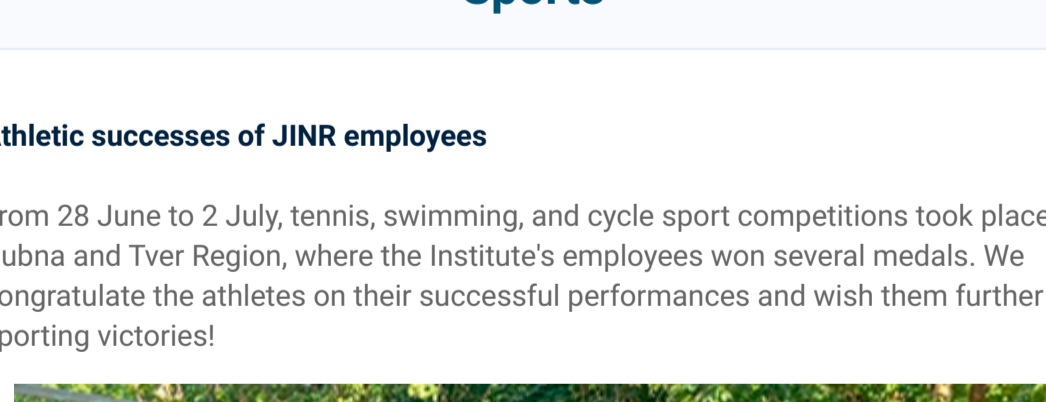 Sports
thletic successes of JINR employees
rom 28 June to 2 July, tennis, swimming, and cycle sport competitions took place
ubna and Tver Region, where the Institute's employees won several medals. We
ongratulate the athletes on their successful performances and wish them further
porting victories!